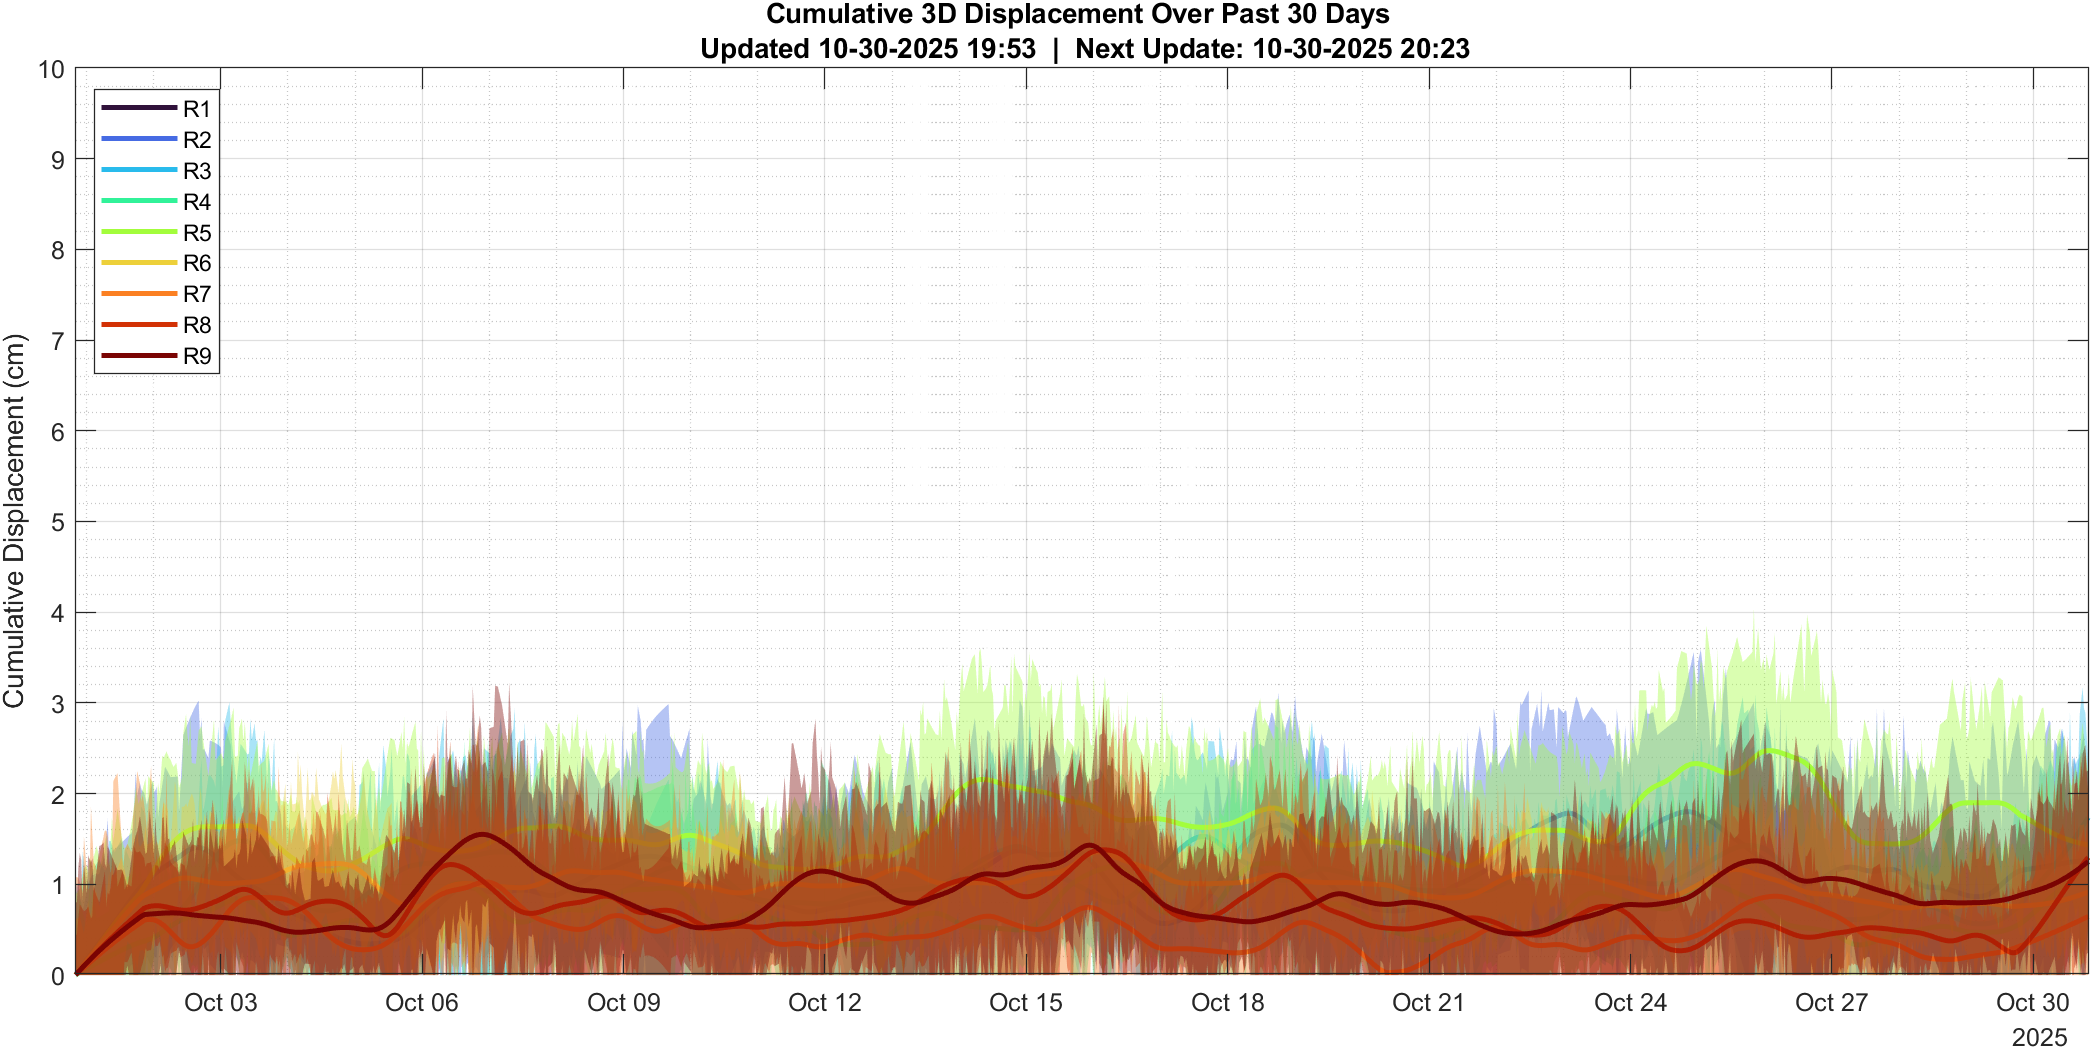 Cumulative 3D Displacement Over Past 30 Days
Updated 10-30-2025 19:53 | Next Update: 10-30-2025 20:23
Cumulative Displacement (cm)
10
9
8
7
6
5
4
3
2
1
0
R1
R2
R3
R4
R5
R6
R7
R8
R9
Oct 03 Oct 06 Oct 09 Oct 12 Oct 15 Oct 18 Oct 21 Oct 24 Oct 27 Oct 30
2025